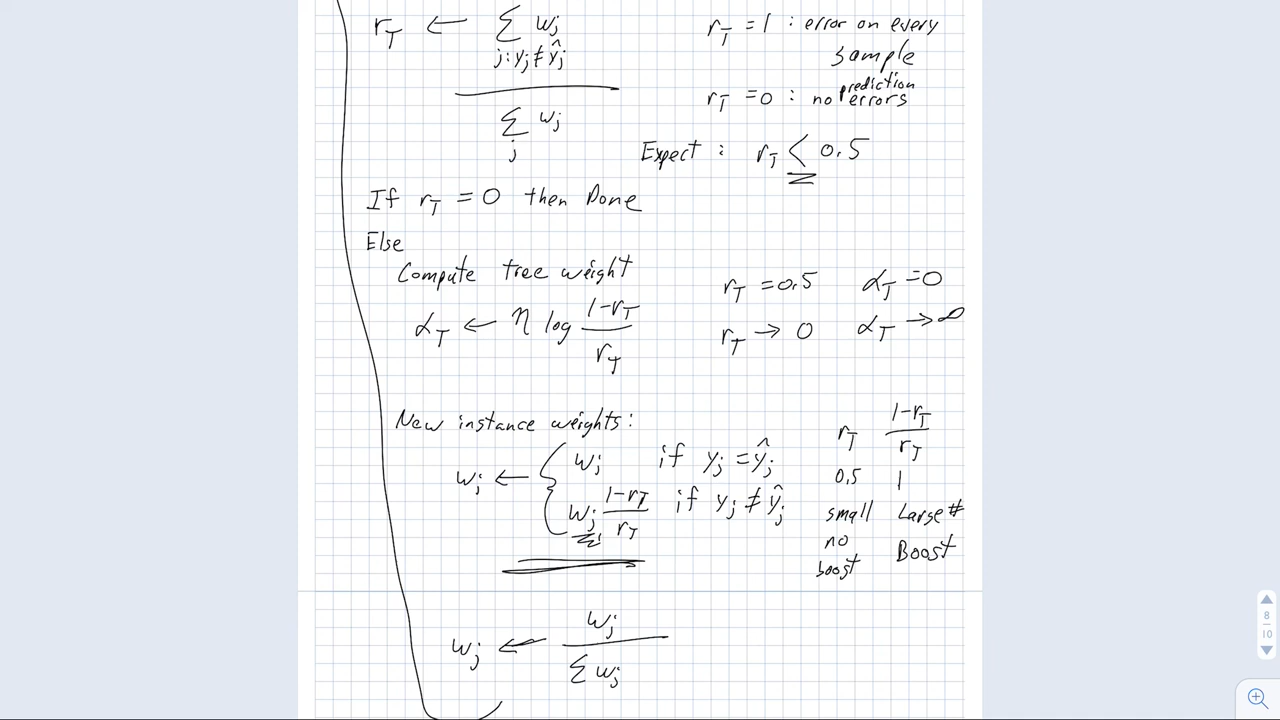 r_T ← Σ w_j
j: y_j ≠ ŷ_j
Σ w_j
j
r_T = 1 : error on every
sample
r_T = 0 : no prediction
errors
Expect : r_T < 0.5
If r_T = 0 then Done
Else
Compute tree weight
α_T ← η log (1-r_T)/r_T
r_T = 0.5 α_T = 0
r_T → 0 α_T → ∞
New instance weights:
w_j ← { w_j if y_j = ŷ_j
w_j (1-r_T)/r_T if y_j ≠ ŷ_j
r_T (1-r_T)/r_T
0.5 1
small Large #
no Boost
boost
w_j ← w_j / Σ w_j
8
10